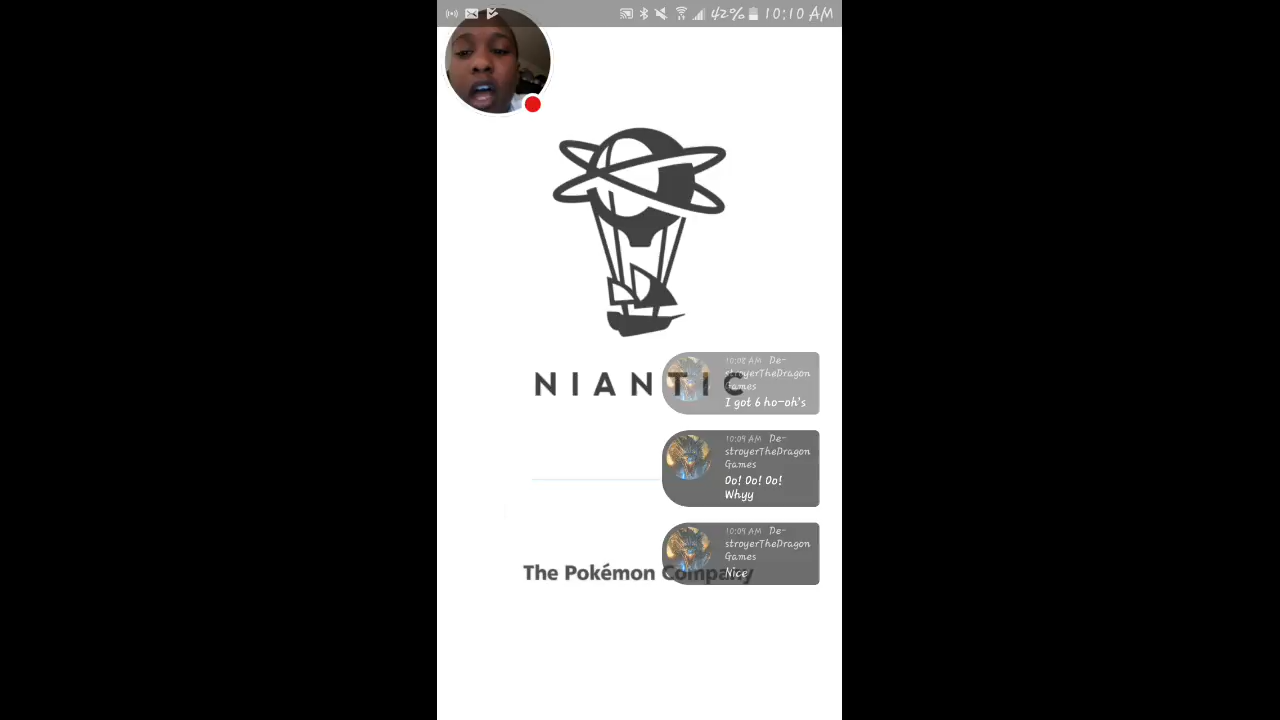 42% 10:10 AM
NIANTIC
10:08 AM De-
stroyerTheDragon
Games
I got 6 ho-oh's
10:09 AM De-
stroyerTheDragon
Games
Oo! Oo! Oo!
Whyy
10:09 AM De-
stroyerTheDragon
Games
Nice
The Pokémon Company